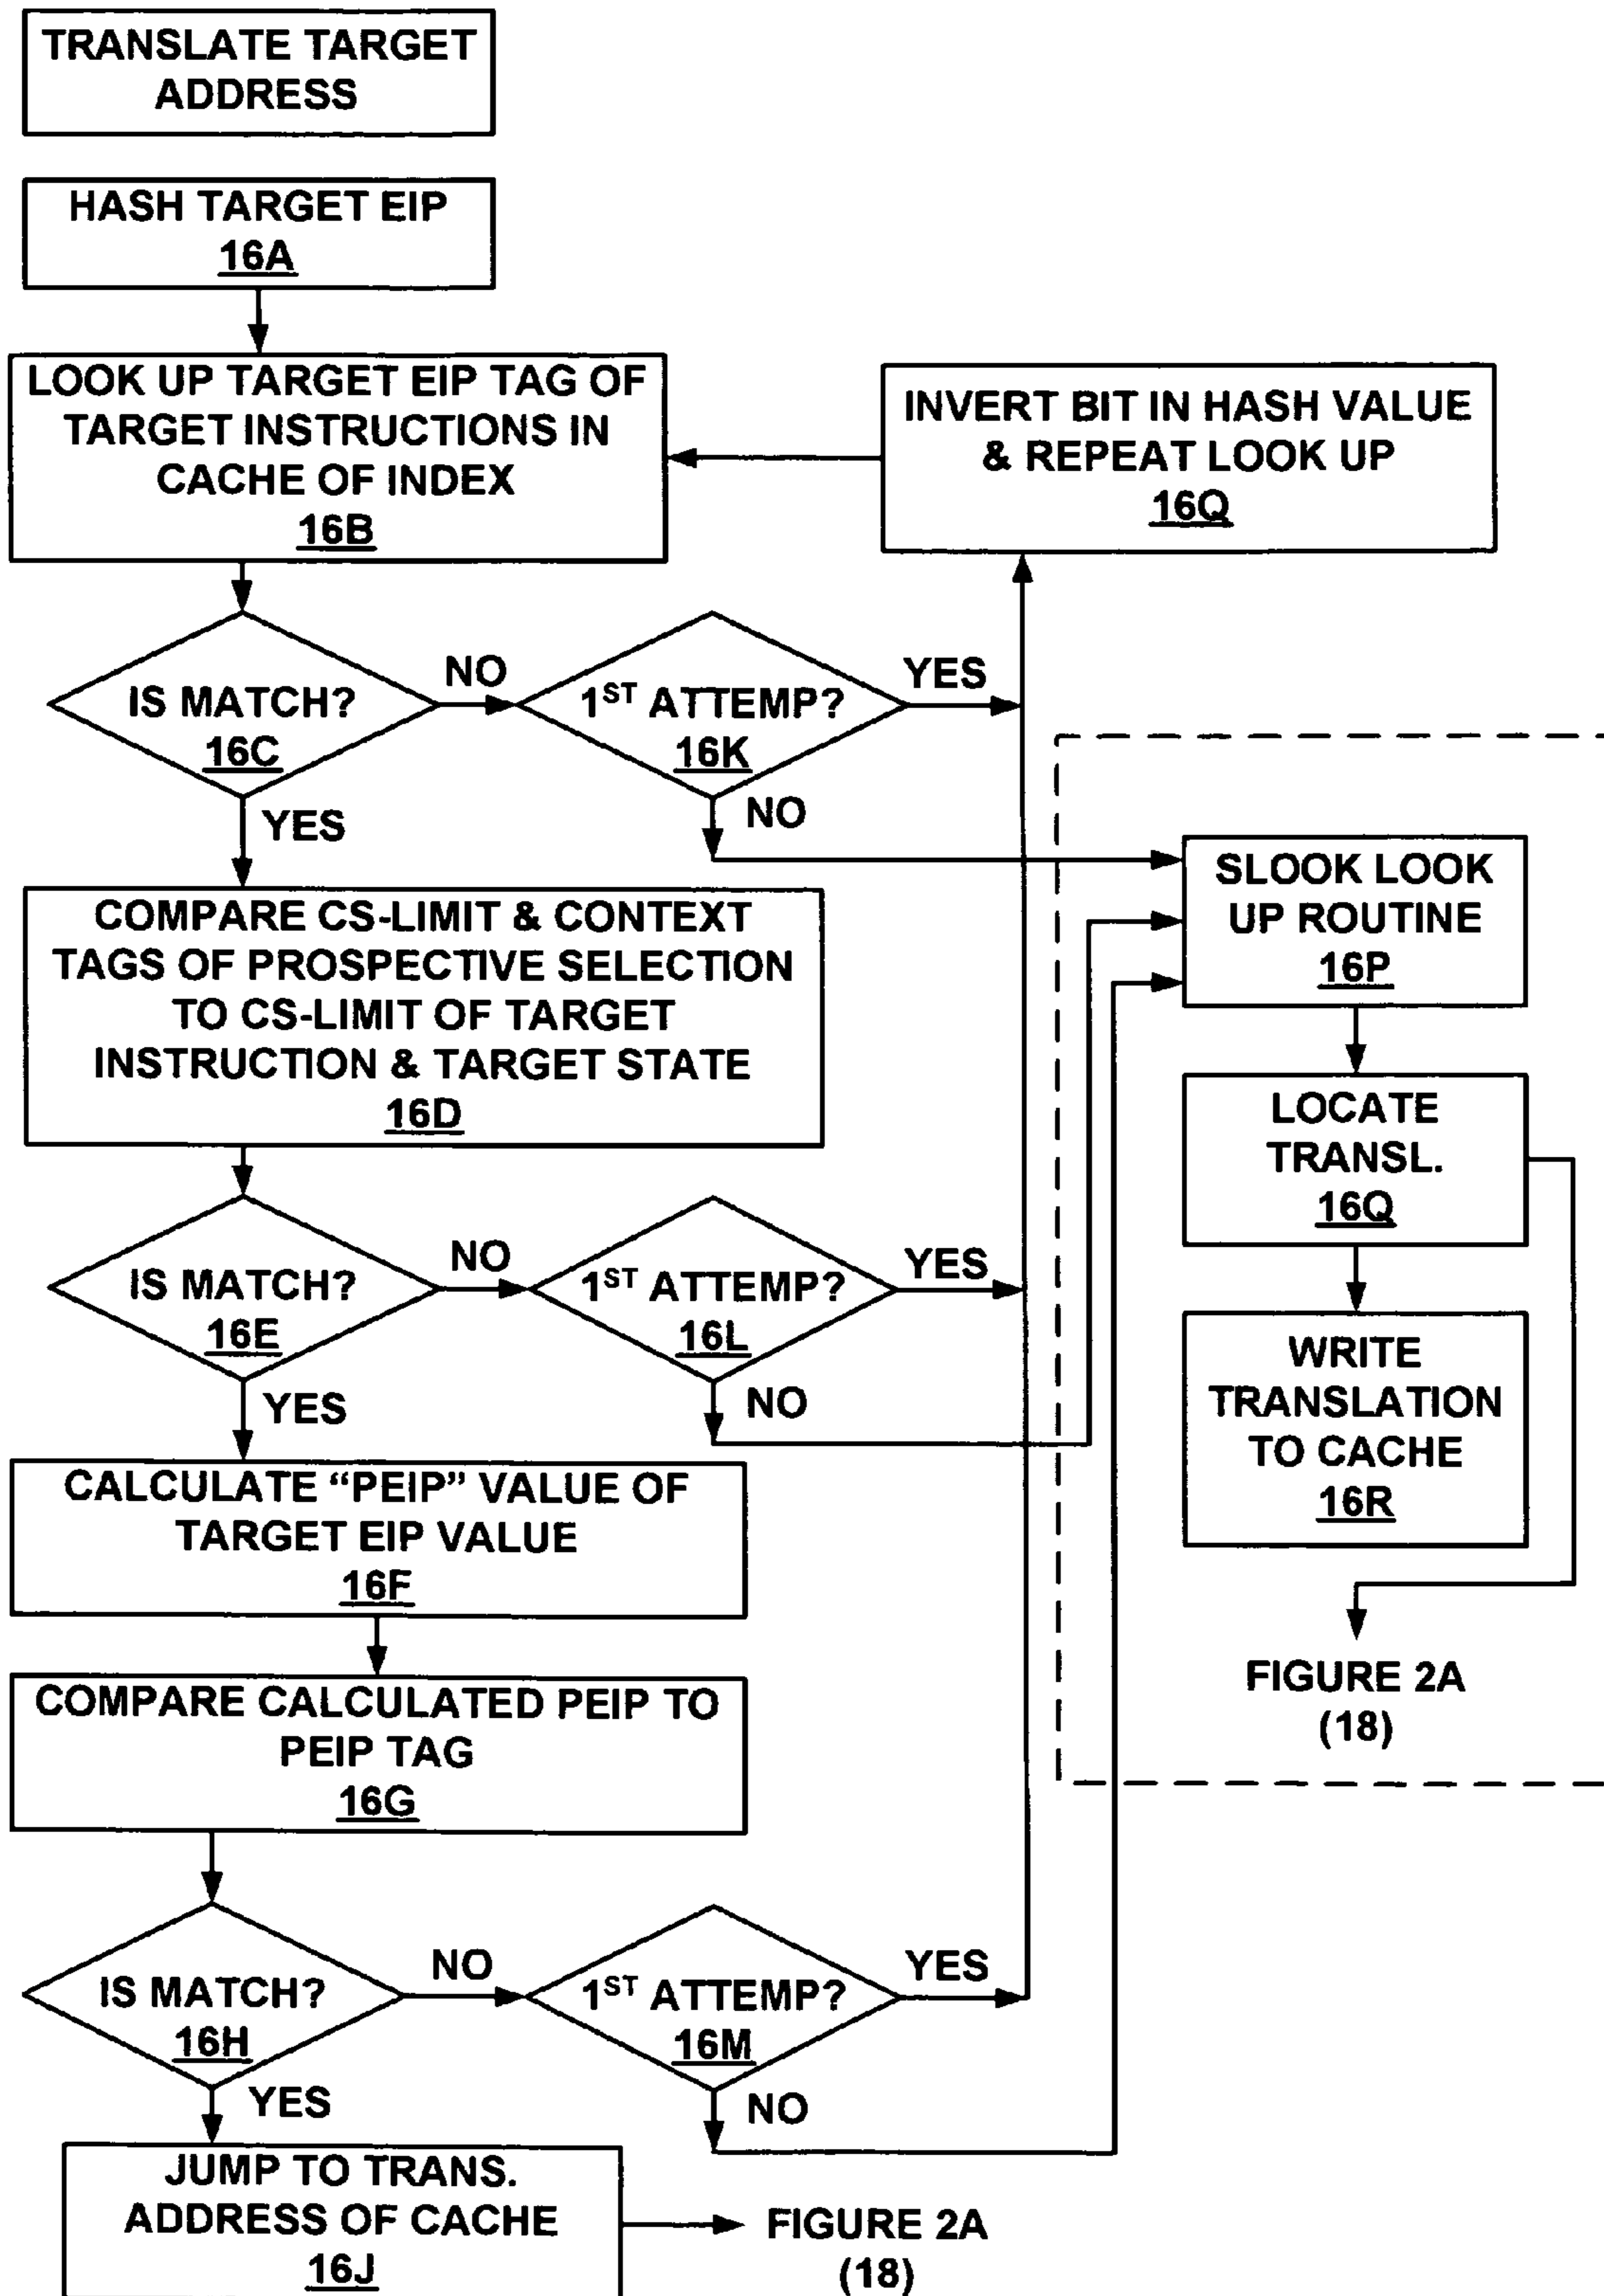 TRANSLATE TARGET
ADDRESS
HASH TARGET EIP
16A
LOOK UP TARGET EIP TAG OF
TARGET INSTRUCTIONS IN
CACHE OF INDEX
16B
INVERT BIT IN HASH VALUE
& REPEAT LOOK UP
16Q
IS MATCH?
16C
NO
1ST ATTEMP?
16K
YES
NO
YES
COMPARE CS-LIMIT & CONTEXT
TAGS OF PROSPECTIVE SELECTION
TO CS-LIMIT OF TARGET
INSTRUCTION & TARGET STATE
16D
SLOOK LOOK
UP ROUTINE
16P
LOCATE
TRANSL.
16Q
WRITE
TRANSLATION
TO CACHE
16R
FIGURE 2A
(18)
IS MATCH?
16E
NO
1ST ATTEMP?
16L
YES
NO
YES
CALCULATE “PEIP” VALUE OF
TARGET EIP VALUE
16F
COMPARE CALCULATED PEIP TO
PEIP TAG
16G
IS MATCH?
16H
NO
1ST ATTEMP?
16M
YES
NO
YES
JUMP TO TRANS.
ADDRESS OF CACHE
16J
FIGURE 2A
(18)